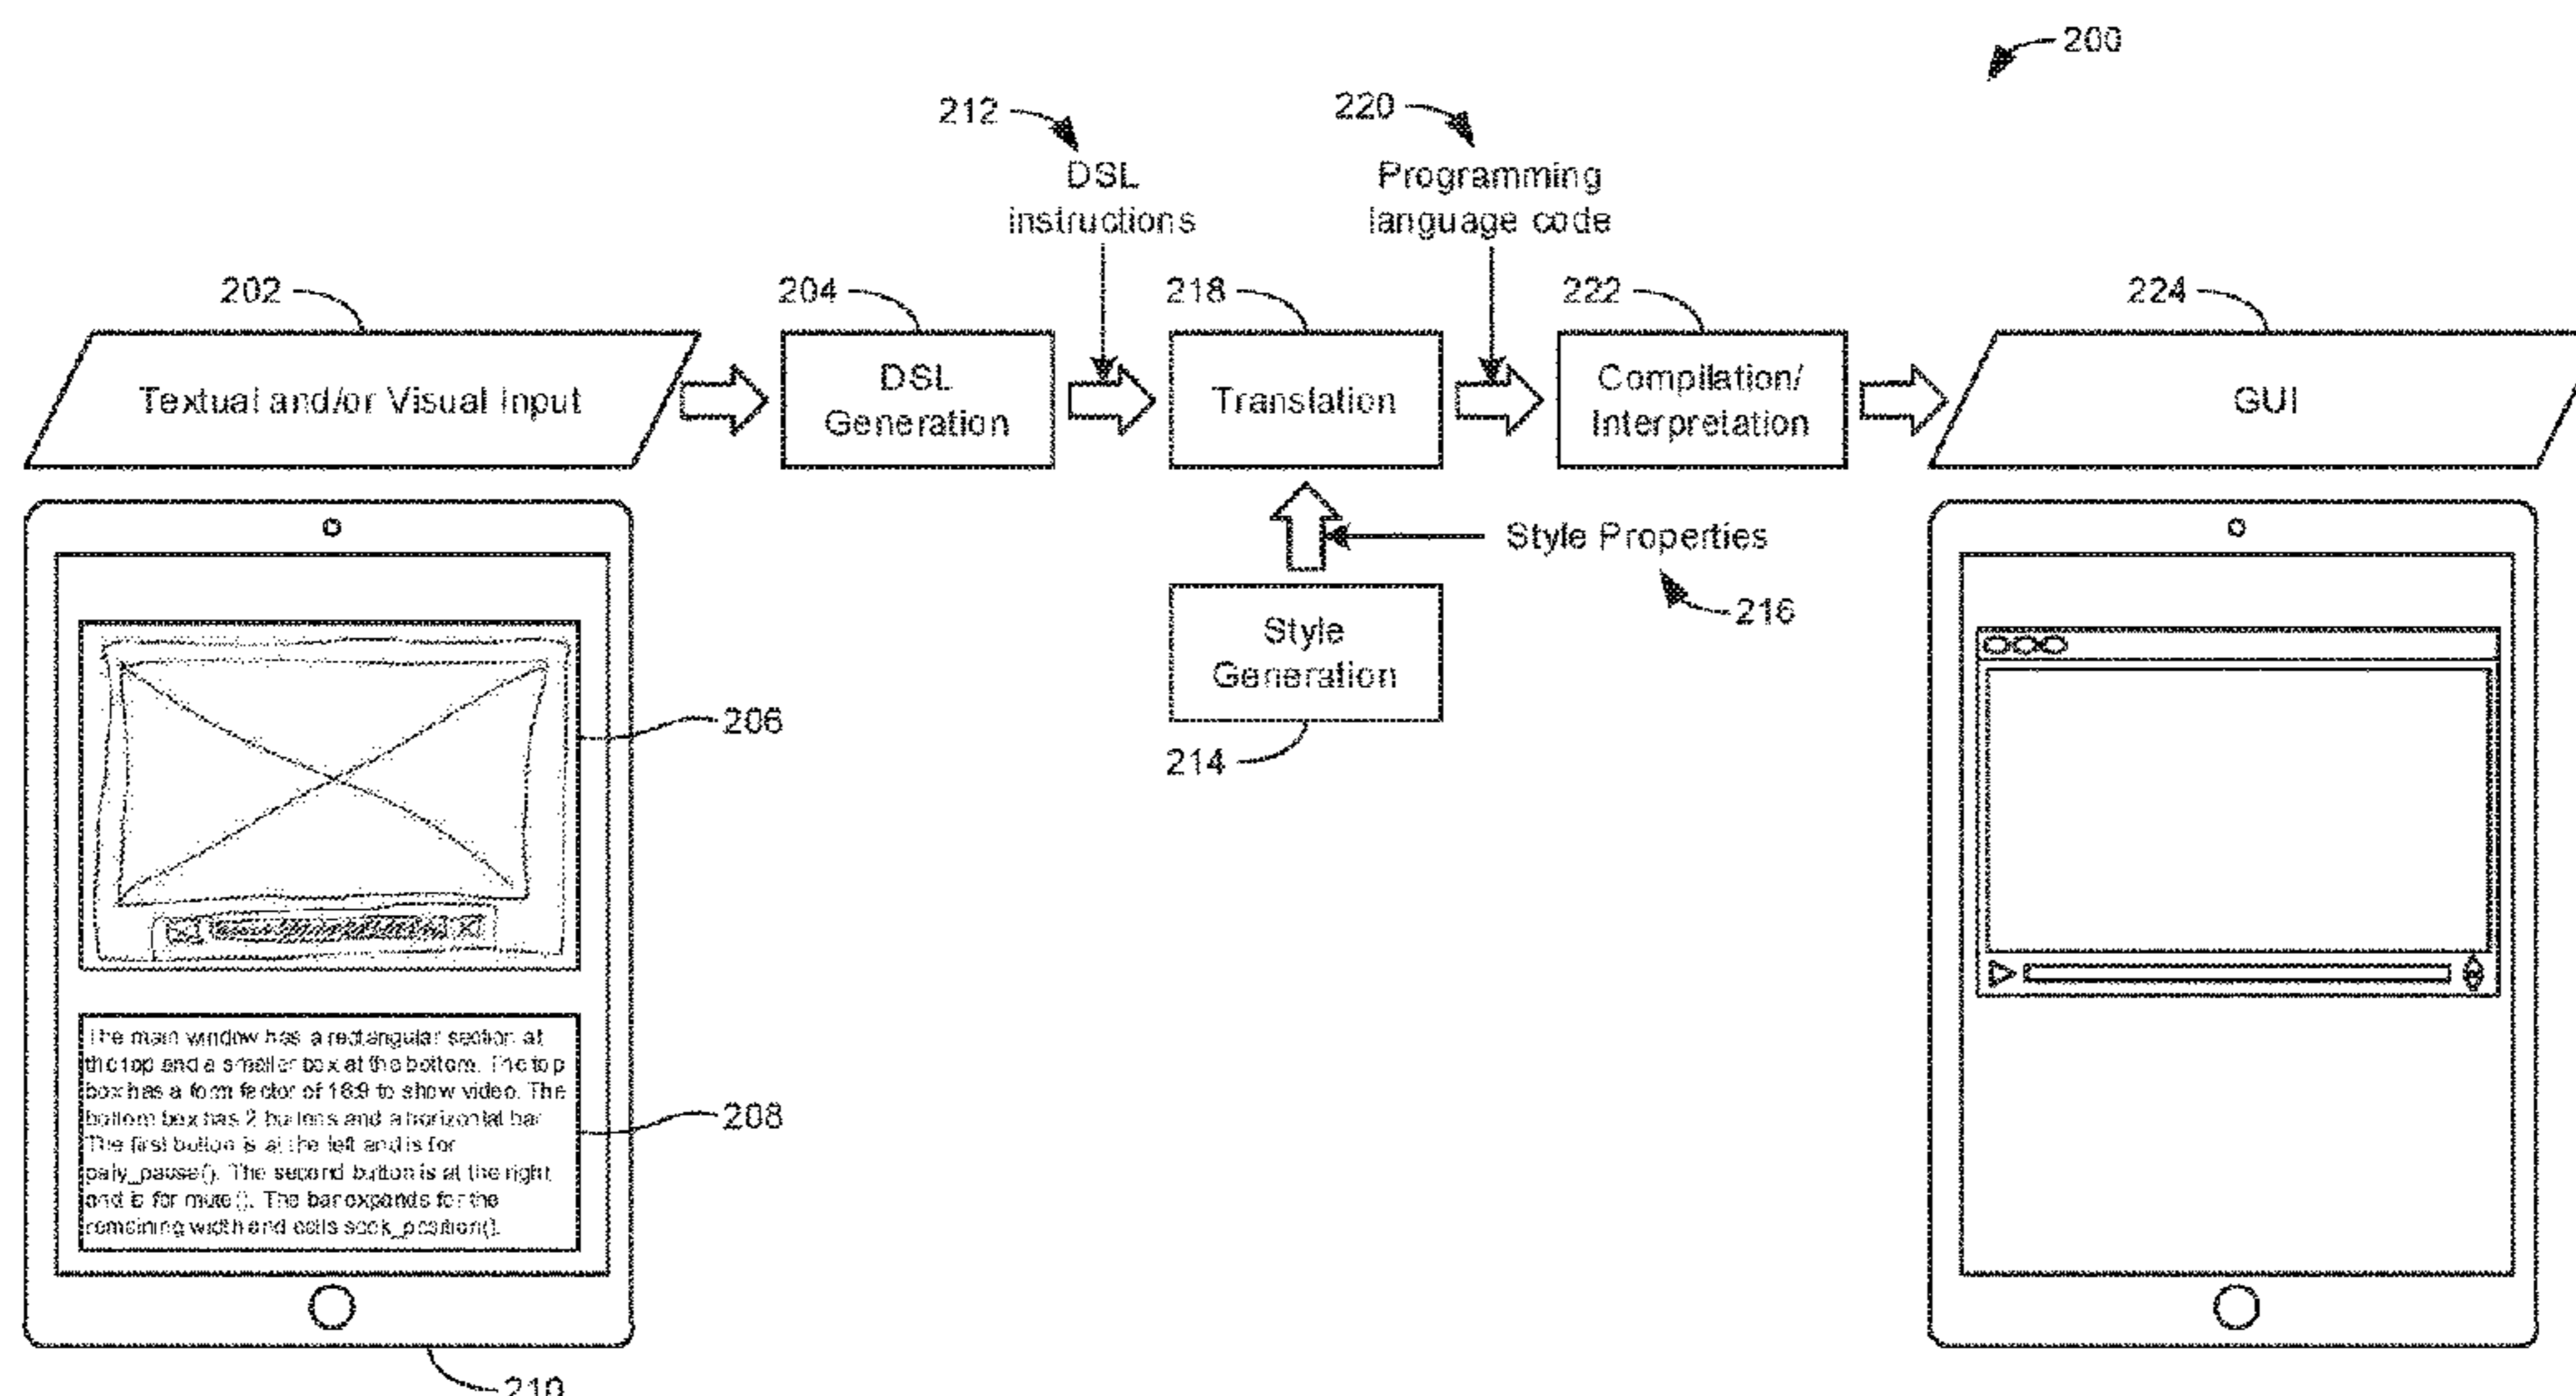 200
212
220
DSL
instructions
Programming
language code
202
204
218
222
224
Textual and/or Visual Input
DSL
Generation
Translation
Compilation/
Interpretation
GUI
Style Properties
216
Style
Generation
214
206
The main window has a rectangular section at
the top and a smaller box at the bottom. The top
box has a form factor of 16:9 to show video. The
bottom box has 2 buttons and a horizontal bar
The first button is at the left and is for
paly_pause(). The second button is at the right
and is for mute(). The bar expands for the
remaining width and calls seek_position().
208
210